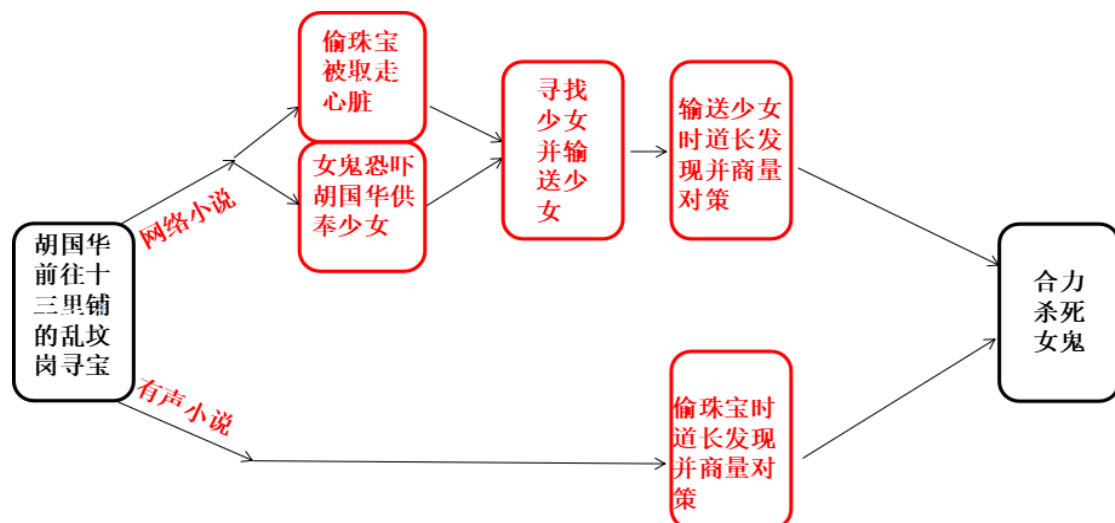 胡国华
前往十
三里铺
的乱坟
岗寻宝
网络小说
偷珠宝
被取走
心脏
女鬼恐吓
胡国华供
奉少女
寻找
少女
并输
送少
女
输送少女
时道长发
现并商量
对策
有声小说
偷珠宝时
道长发现
并商量对
策
合力
杀死
女鬼